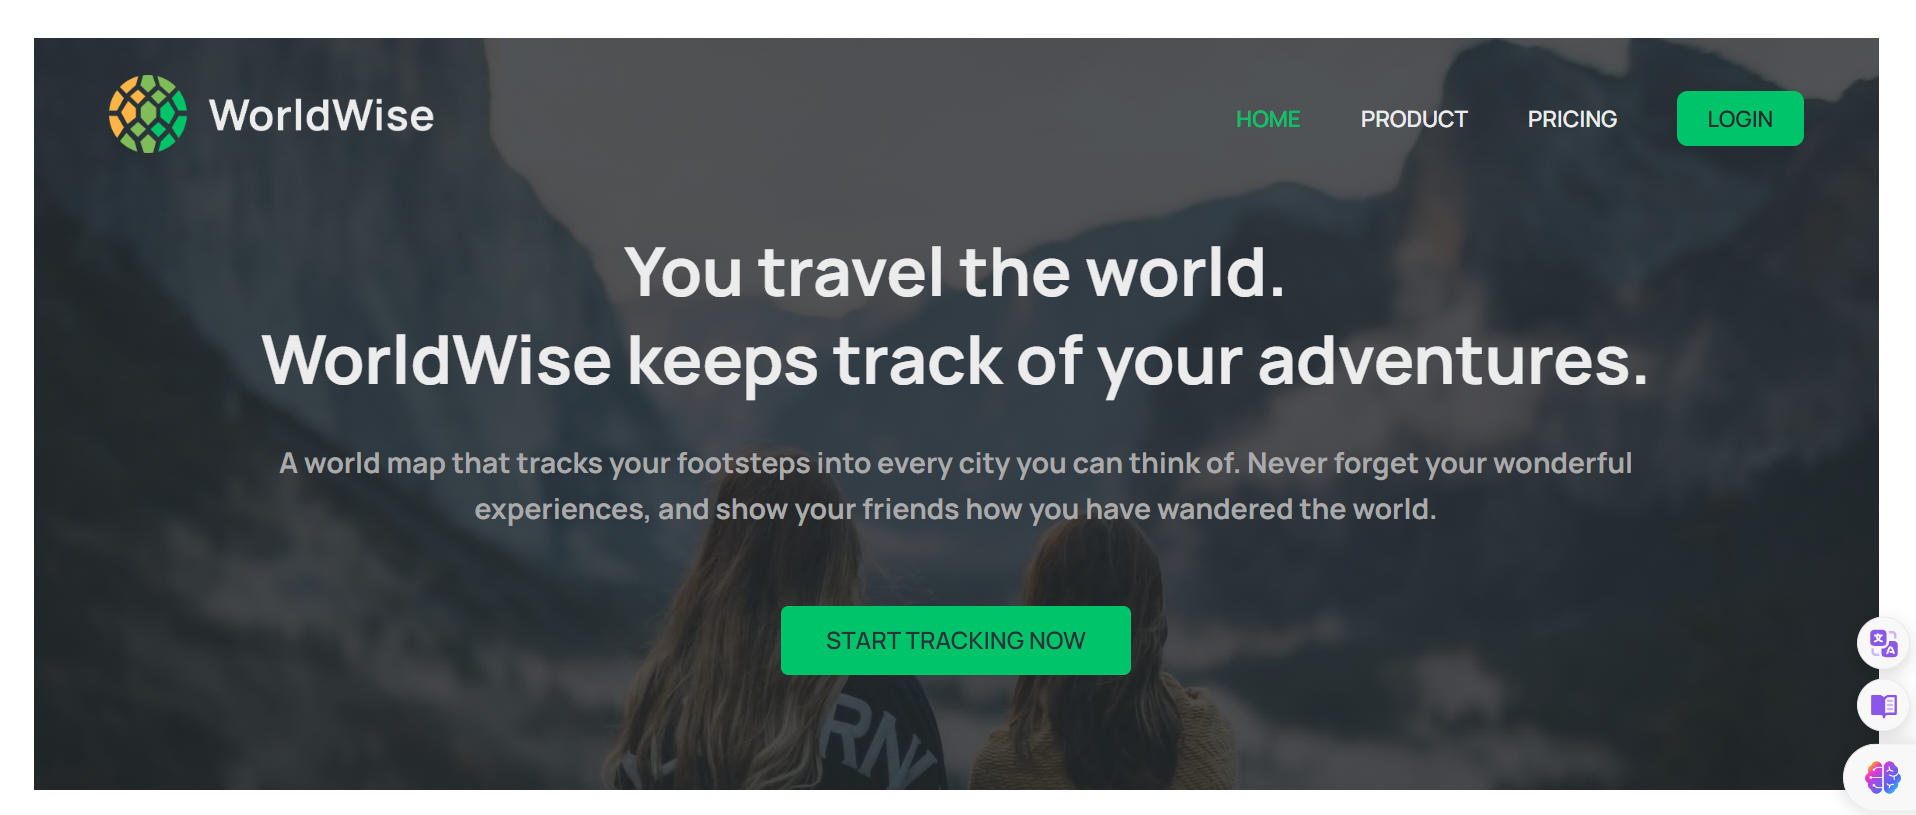 WorldWise
HOME PRODUCT PRICING LOGIN
You travel the world.
WorldWise keeps track of your adventures.
A world map that tracks your footsteps into every city you can think of. Never forget your wonderful
experiences, and show your friends how you have wandered the world.
START TRACKING NOW
RN
文
A